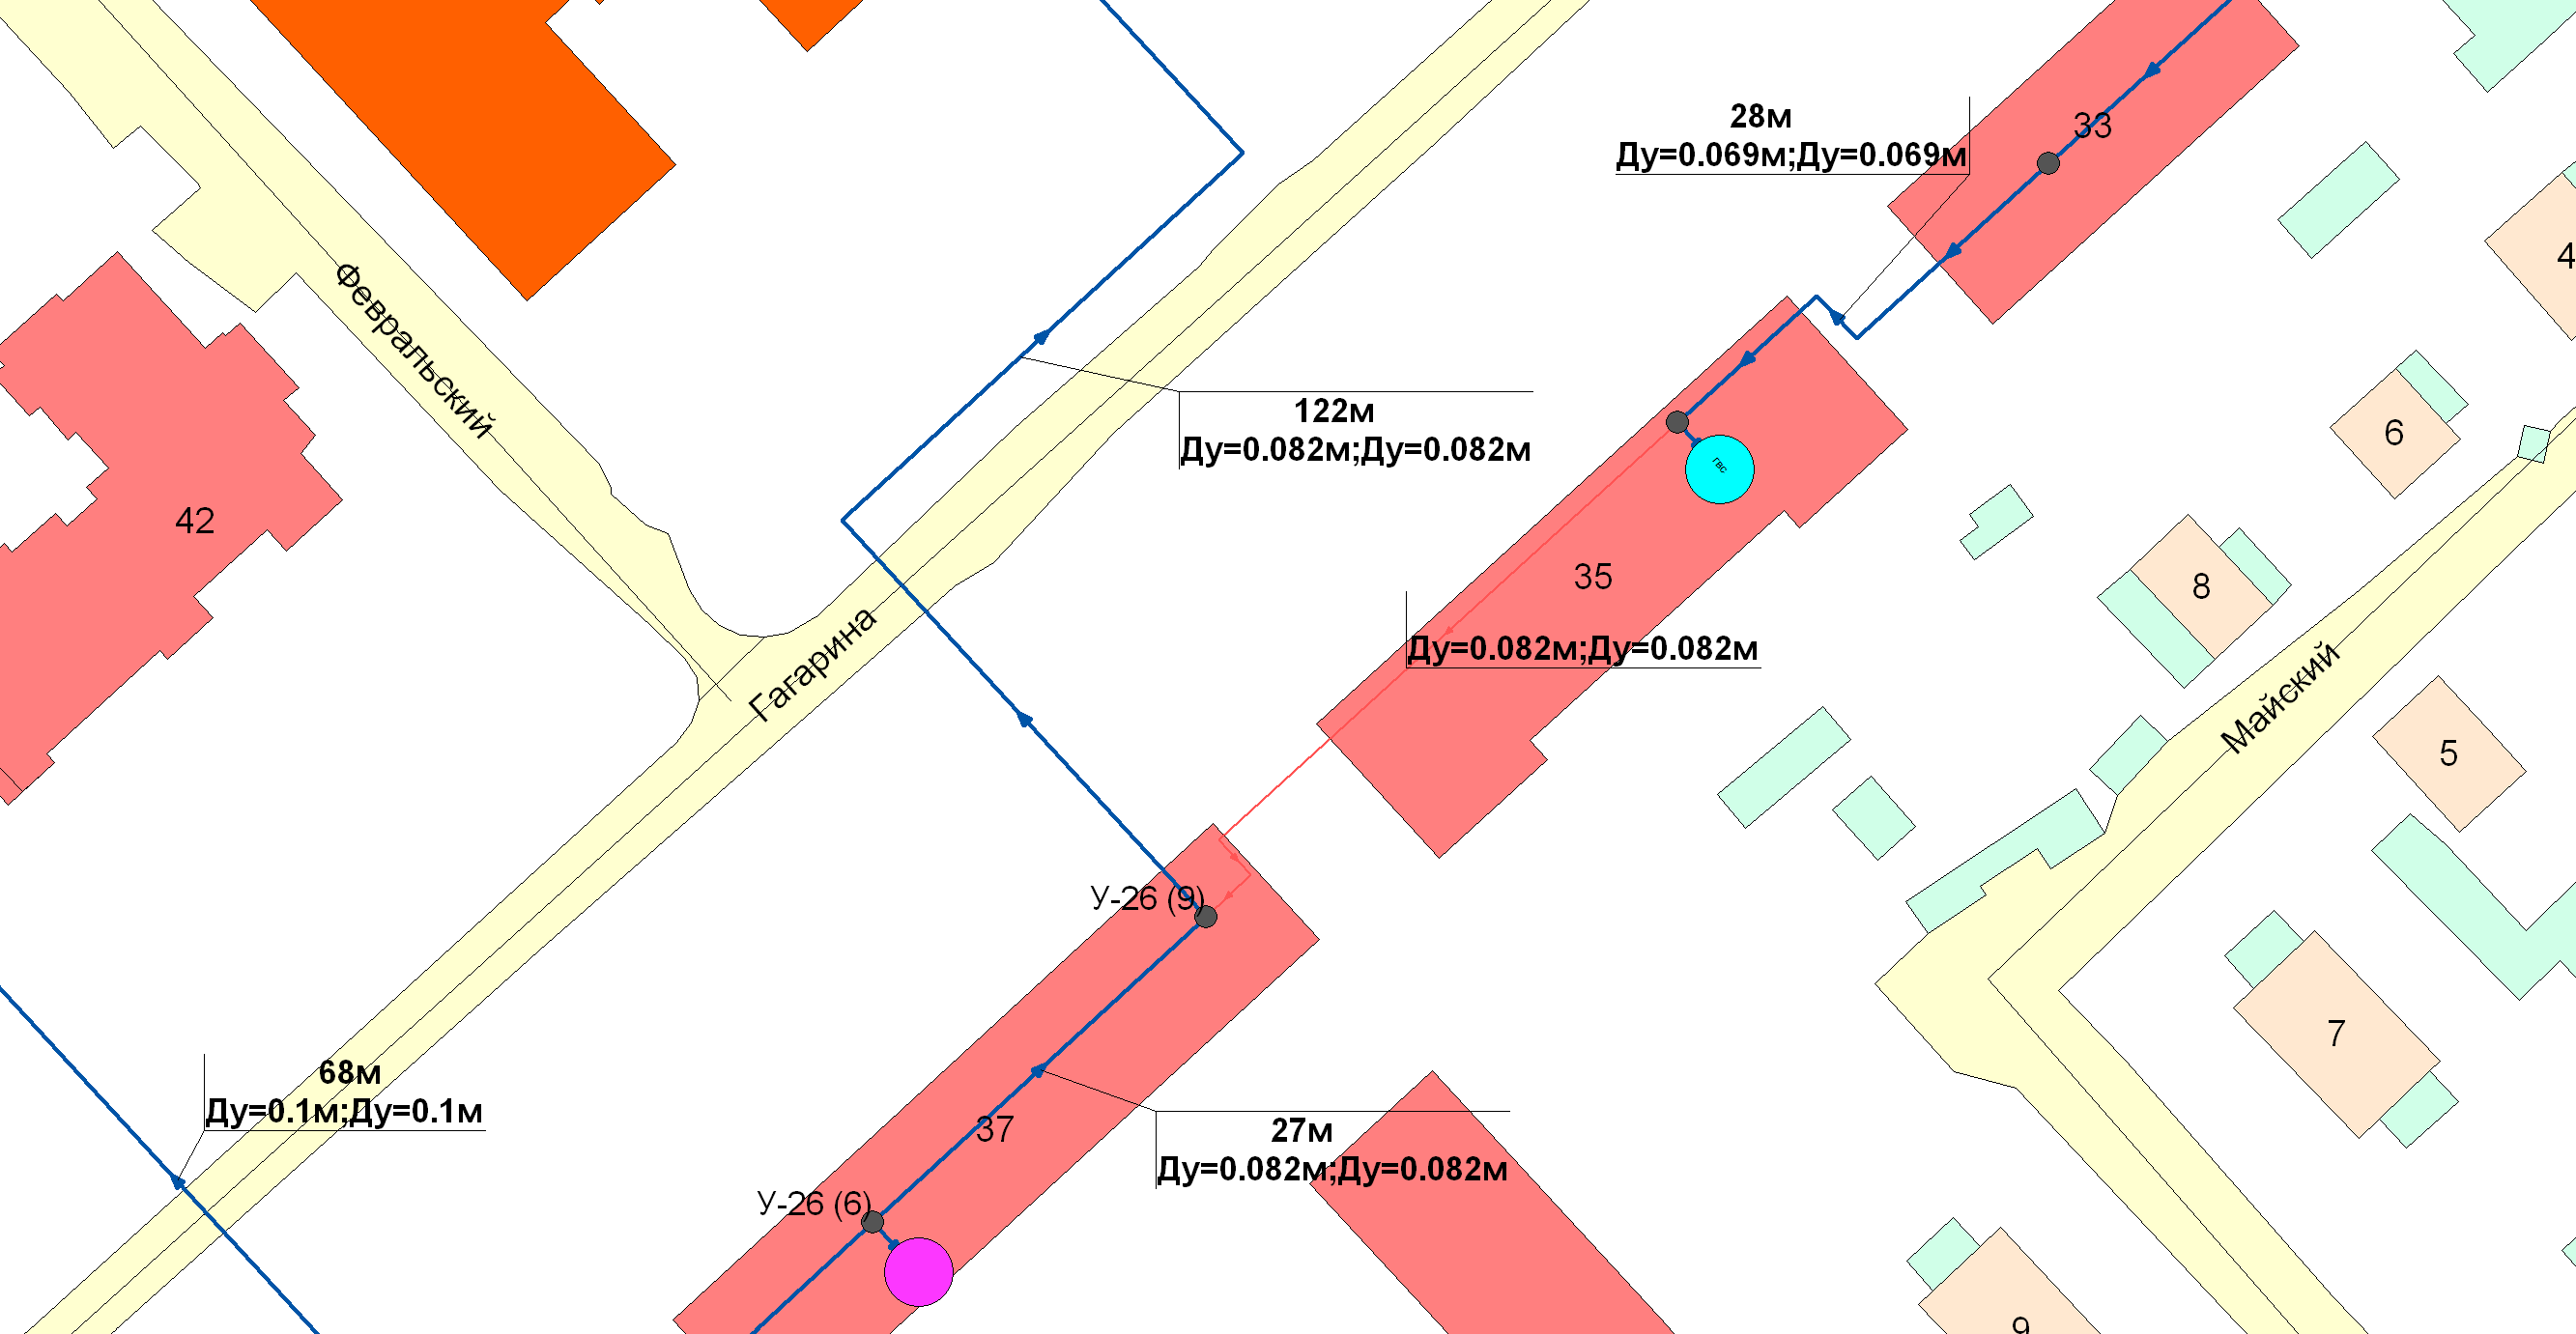 28м
Ду=0.069м;Ду=0.069м
33
4
Февральский
122м
Ду=0.082м;Ду=0.082м
6
гвс
42
35
8
Гагарина
Ду=0.082м;Ду=0.082м
Майский
5
У-26 (9)
7
68м
Ду=0.1м;Ду=0.1м
37
27м
Ду=0.082м;Ду=0.082м
У-26 (6)
9